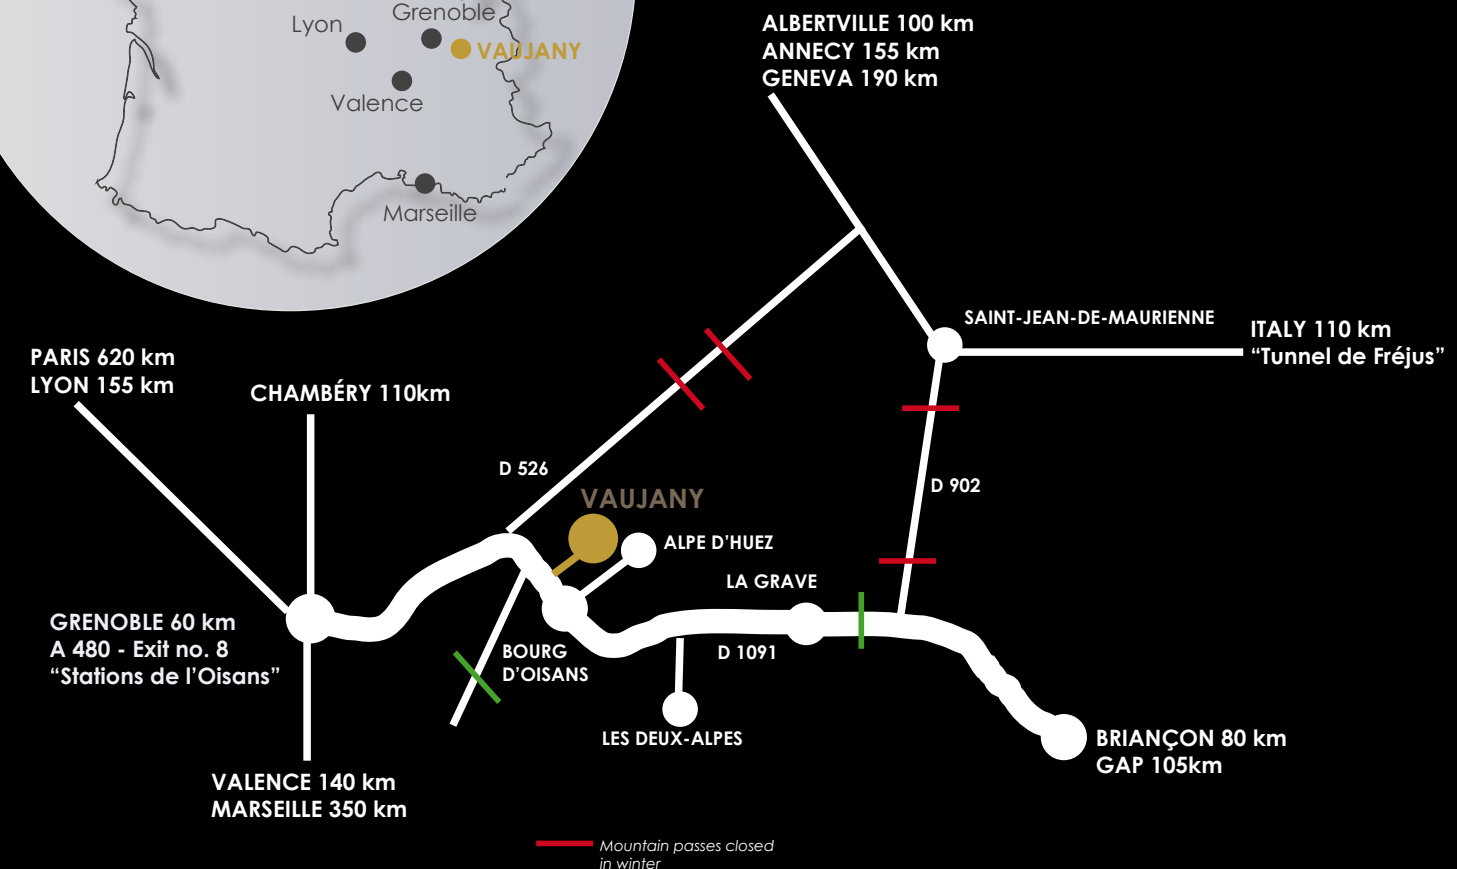 Lyon
Grenoble
VAUJANY
Valence
Marseille
ALBERTVILLE 100 km
ANNECY 155 km
GENEVA 190 km
SAINT-JEAN-DE-MAURIENNE
ITALY 110 km
“Tunnel de Fréjus”
PARIS 620 km
LYON 155 km
CHAMBÉRY 110km
D 526
D 902
VAUJANY
ALPE D’HUEZ
LA GRAVE
GRENOBLE 60 km
A 480 - Exit no. 8
“Stations de l’Oisans”
BOURG
D’OISANS
D 1091
LES DEUX-ALPES
BRIANÇON 80 km
GAP 105km
VALENCE 140 km
MARSEILLE 350 km
Mountain passes closed
in winter